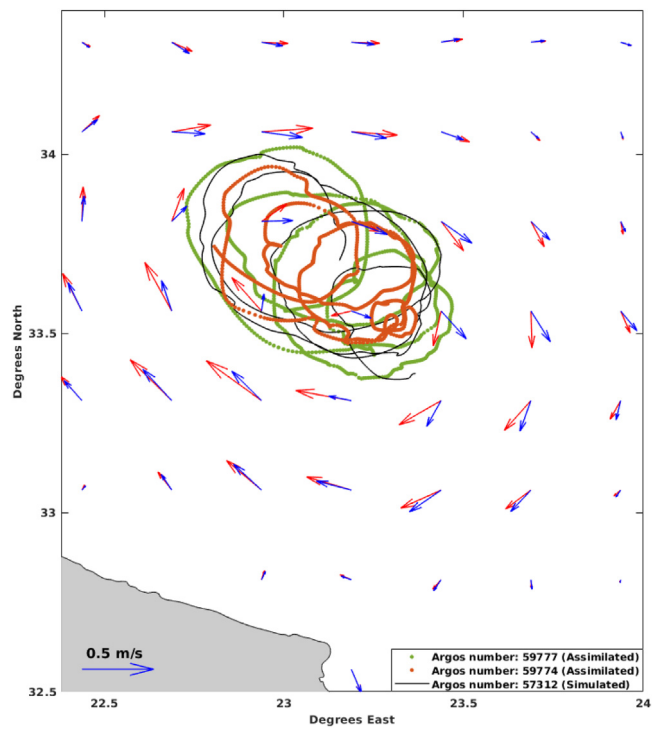 34
33.5
33
32.5
Degrees North
0.5 m/s
Argos number: 59777 (Assimilated)
Argos number: 59774 (Assimilated)
Argos number: 57312 (Simulated)
22.5
23
23.5
24
Degrees East